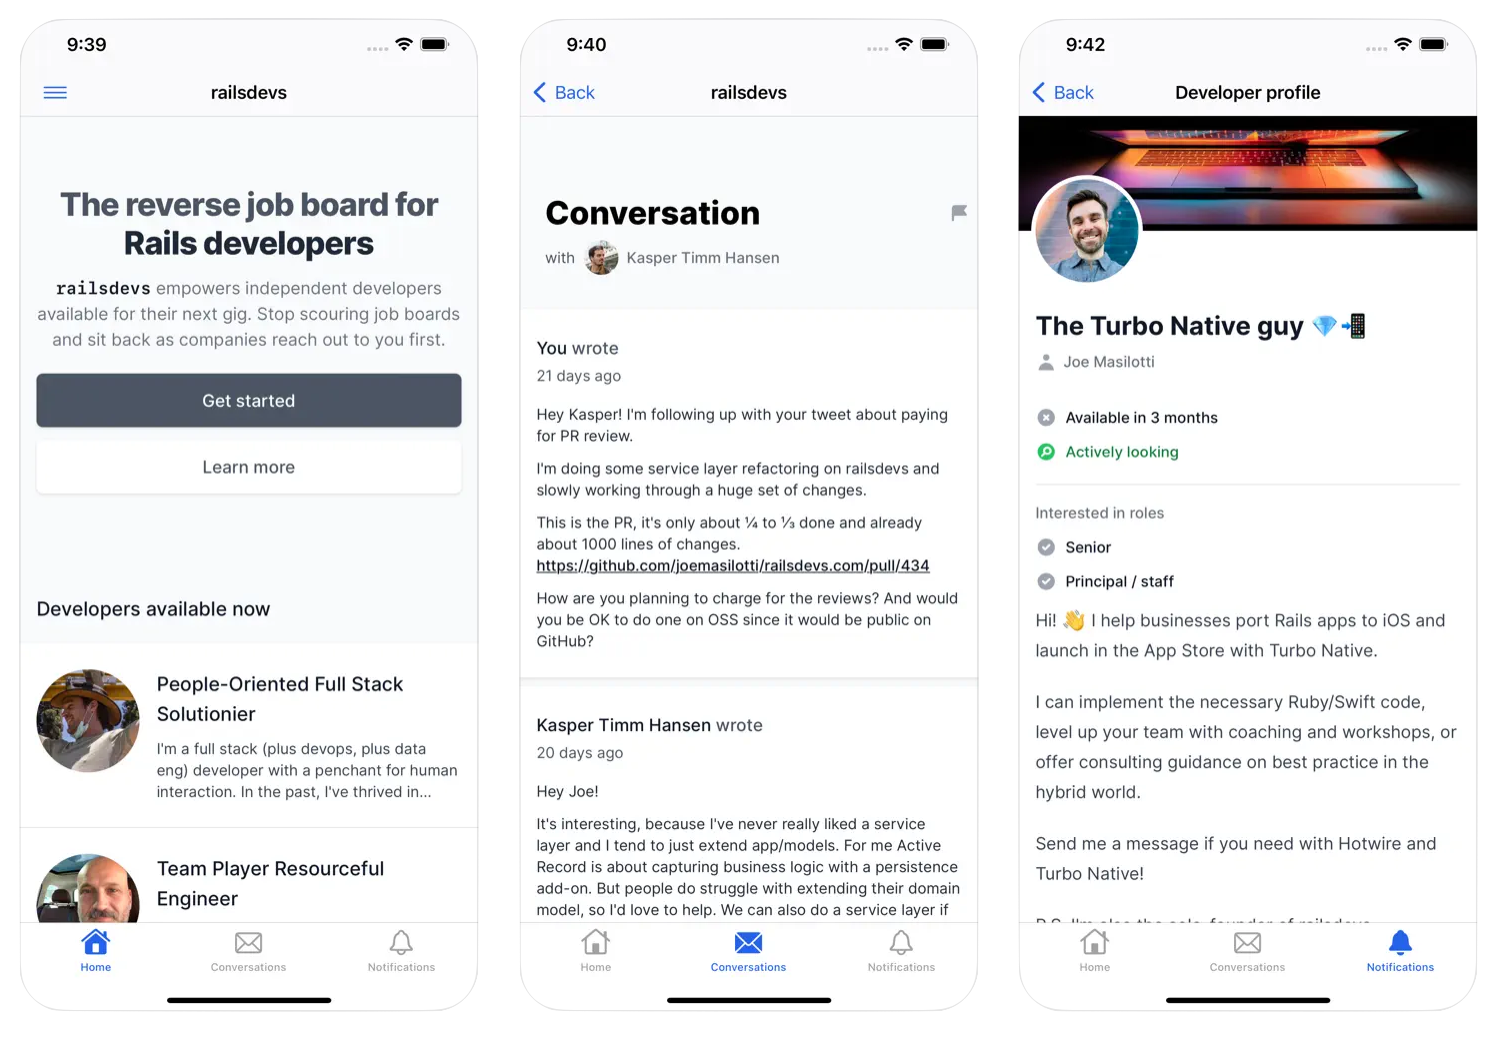 9:39
railsdevs
The reverse job board for
Rails developers
railsdevs empowers independent developers
available for their next gig. Stop scouring job boards
and sit back as companies reach out to you first.
Get started
Learn more
Developers available now
People-Oriented Full Stack
Solutionier
I'm a full stack (plus devops, plus data
eng) developer with a penchant for human
interaction. In the past, I've thrived in...
Team Player Resourceful
Engineer
Home
Conversations
Notifications
9:40
Back
railsdevs
Conversation
with Kasper Timm Hansen
You wrote
21 days ago
Hey Kasper! I'm following up with your tweet about paying
for PR review.
I'm doing some service layer refactoring on railsdevs and
slowly working through a huge set of changes.
This is the PR, it's only about ¼ to ⅓ done and already
about 1000 lines of changes.
https://github.com/joemasilotti/railsdevs.com/pull/434
How are you planning to charge for the reviews? And would
you be OK to do one on OSS since it would be public on
GitHub?
Kasper Timm Hansen wrote
20 days ago
Hey Joe!
It's interesting, because I've never really liked a service
layer and I tend to just extend app/models. For me Active
Record is about capturing business logic with a persistence
add-on. But people do struggle with extending their domain
model, so I'd love to help. We can also do a service layer if
Home
Conversations
Notifications
9:42
Back
Developer profile
The Turbo Native guy 💎📲
Joe Masilotti
Available in 3 months
Actively looking
Interested in roles
Senior
Principal / staff
Hi! 👋 I help businesses port Rails apps to iOS and
launch in the App Store with Turbo Native.
I can implement the necessary Ruby/Swift code,
level up your team with coaching and workshops, or
offer consulting guidance on best practice in the
hybrid world.
Send me a message if you need with Hotwire and
Turbo Native!
P.S. I'm also the sole-founder of railsdevs
Home
Conversations
Notifications